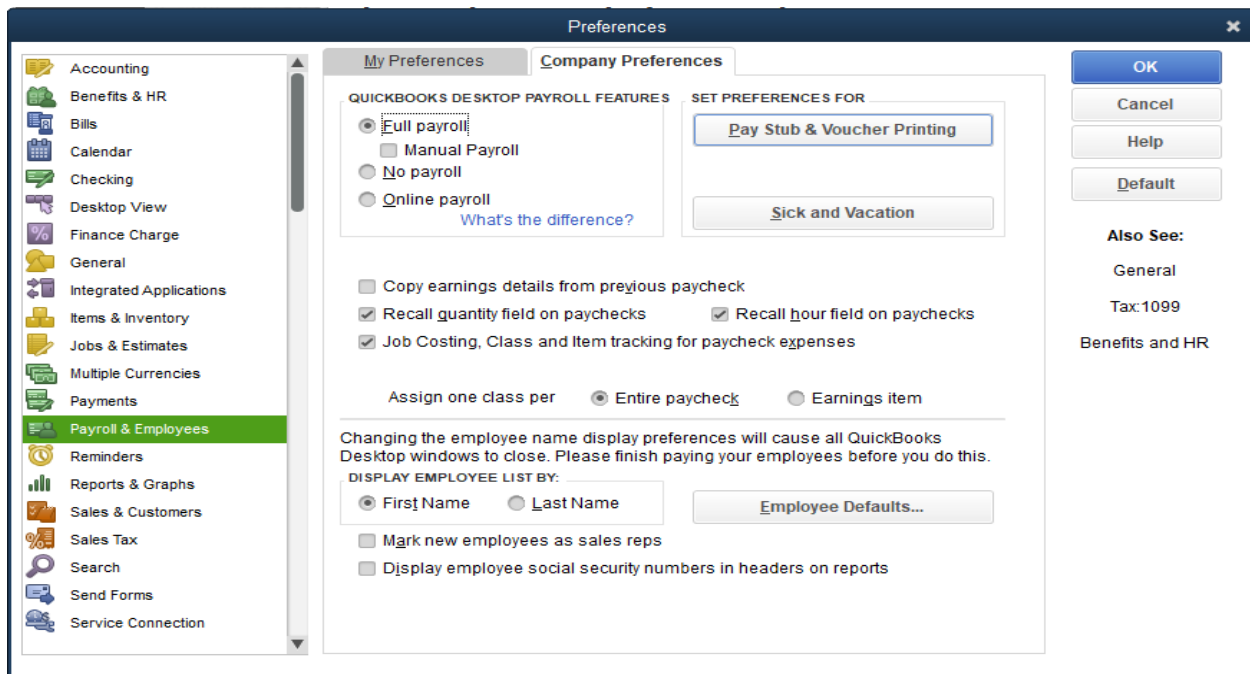 Preferences
Accounting
Benefits & HR
Bills
Calendar
Checking
Desktop View
Finance Charge
General
Integrated Applications
Items & Inventory
Jobs & Estimates
Multiple Currencies
Payments
Payroll & Employees
Reminders
Reports & Graphs
Sales & Customers
Sales Tax
Search
Send Forms
Service Connection
My Preferences
Company Preferences
QUICKBOOKS DESKTOP PAYROLL FEATURES
Full payroll
Manual Payroll
No payroll
Online payroll
What's the difference?
SET PREFERENCES FOR
Pay Stub & Voucher Printing
Sick and Vacation
Copy earnings details from previous paycheck
Recall quantity field on paychecks
Recall hour field on paychecks
Job Costing, Class and Item tracking for paycheck expenses
Assign one class per
Entire paycheck
Earnings item
Changing the employee name display preferences will cause all QuickBooks
Desktop windows to close. Please finish paying your employees before you do this.
DISPLAY EMPLOYEE LIST BY:
First Name
Last Name
Employee Defaults...
Mark new employees as sales reps
Display employee social security numbers in headers on reports
OK
Cancel
Help
Default
Also See:
General
Tax:1099
Benefits and HR